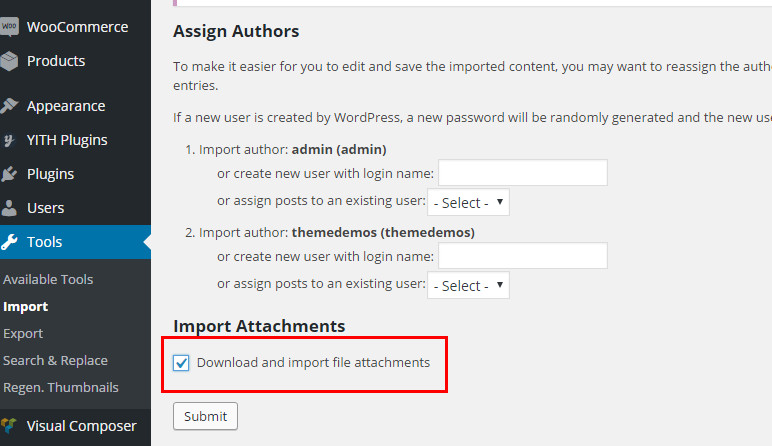 WOO
WooCommerce
Products
Appearance
YITH Plugins
Plugins
Users
Tools
Available Tools
Import
Export
Search & Replace
Regen. Thumbnails
Visual Composer
Assign Authors
To make it easier for you to edit and save the imported content, you may want to reassign the
entries.
If a new user is created by WordPress, a new password will be randomly generated and the new
1. Import author: admin (admin)
or create new user with login name:
or assign posts to an existing user: - Select -
2. Import author: themedemos (themedemos)
or create new user with login name:
or assign posts to an existing user: - Select -
Import Attachments
Download and import file attachments
Submit